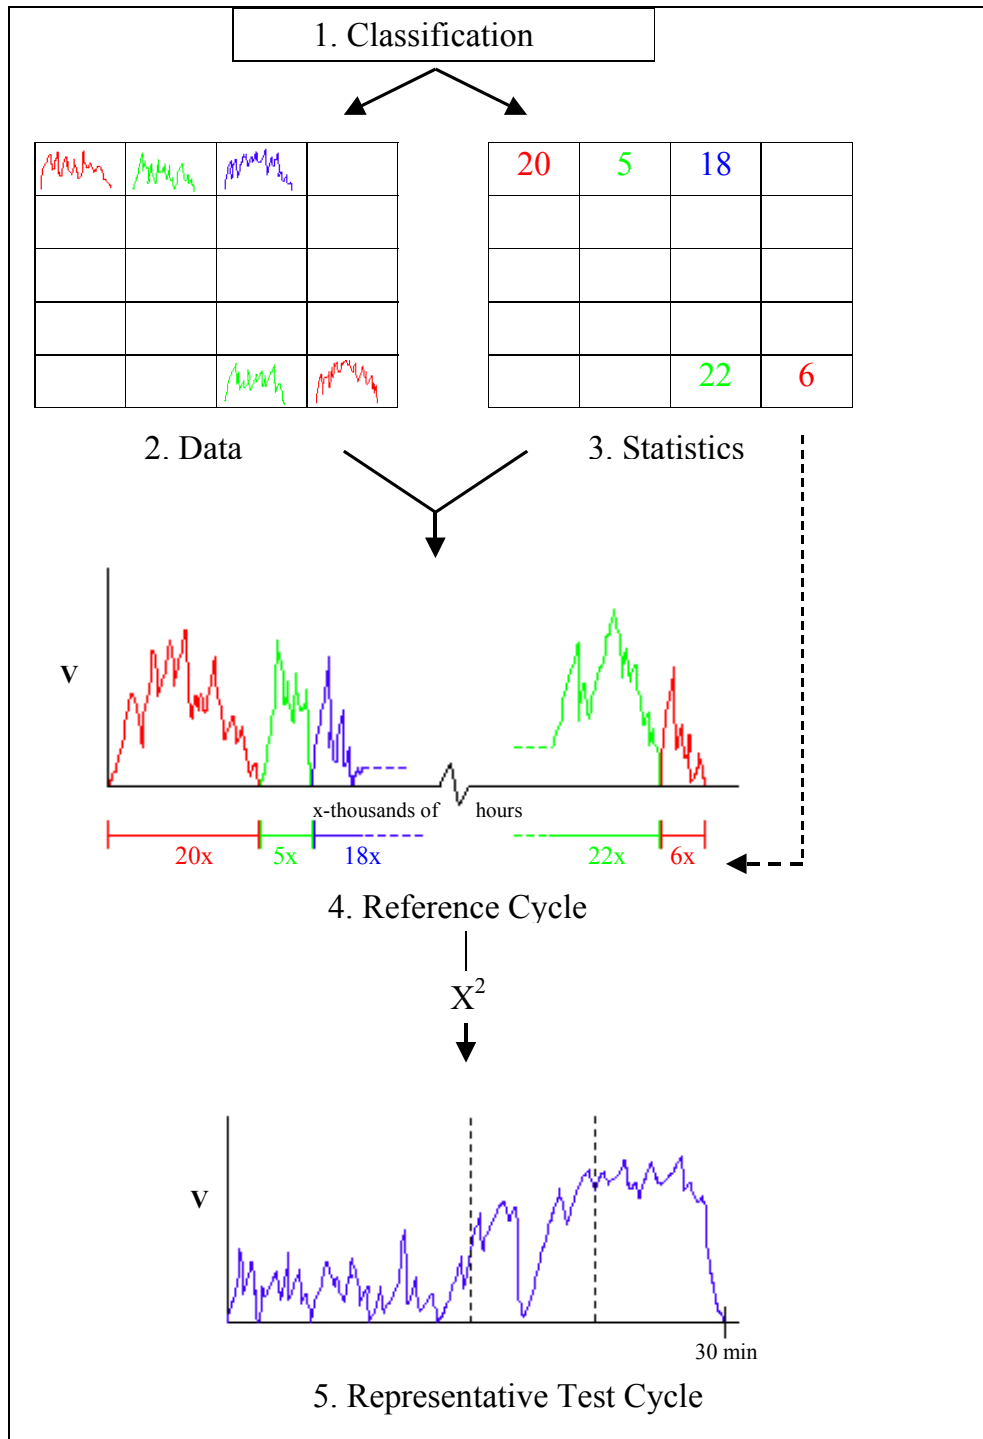 1. Classification
20 5 18
22 6
2. Data
3. Statistics
V
x-thousands of hours
20x 5x 18x 22x 6x
4. Reference Cycle
X²
V
30 min
5. Representative Test Cycle